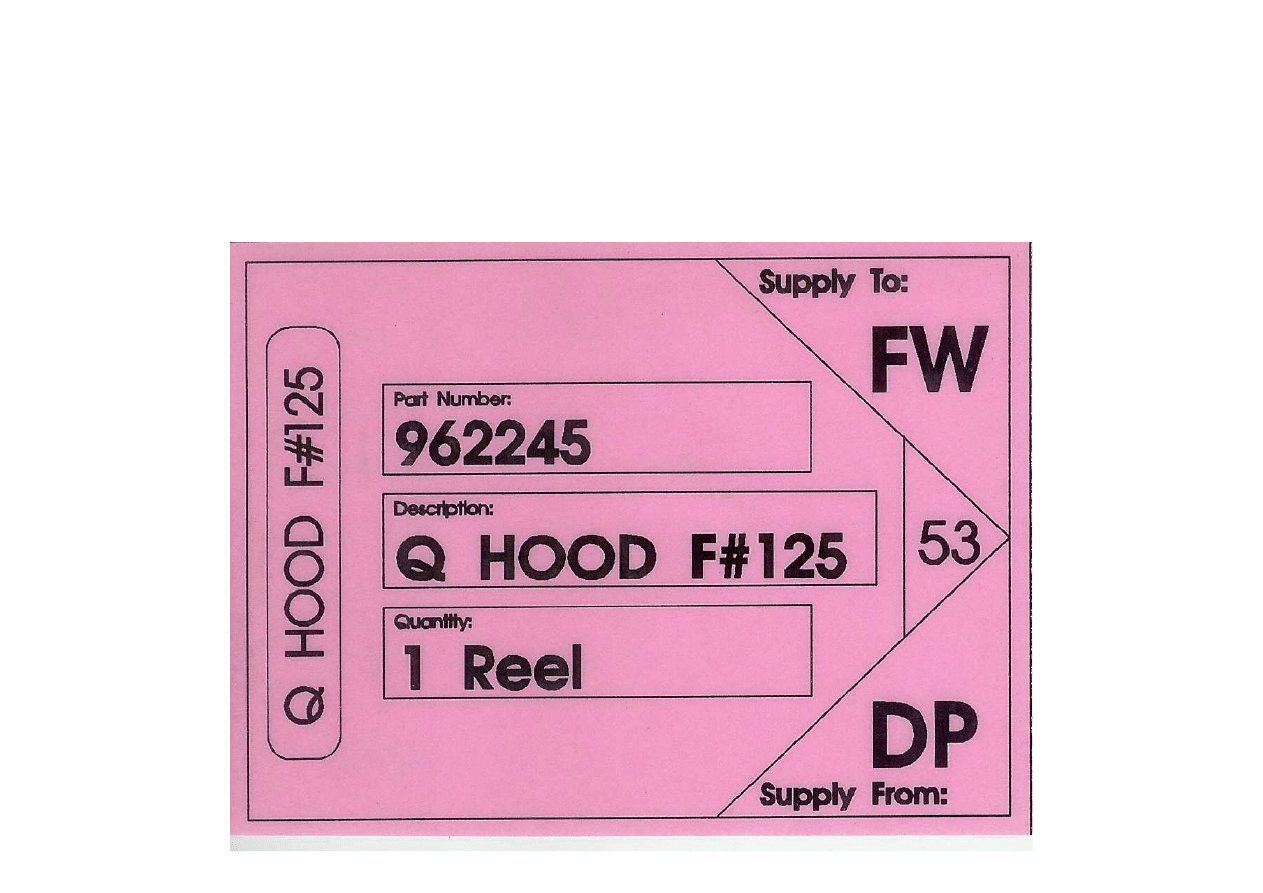 Supply To:
FW
Q HOOD F#125
Part Number:
962245
Description:
Q HOOD F#125
53
Quantity:
1 Reel
DP
Supply From: